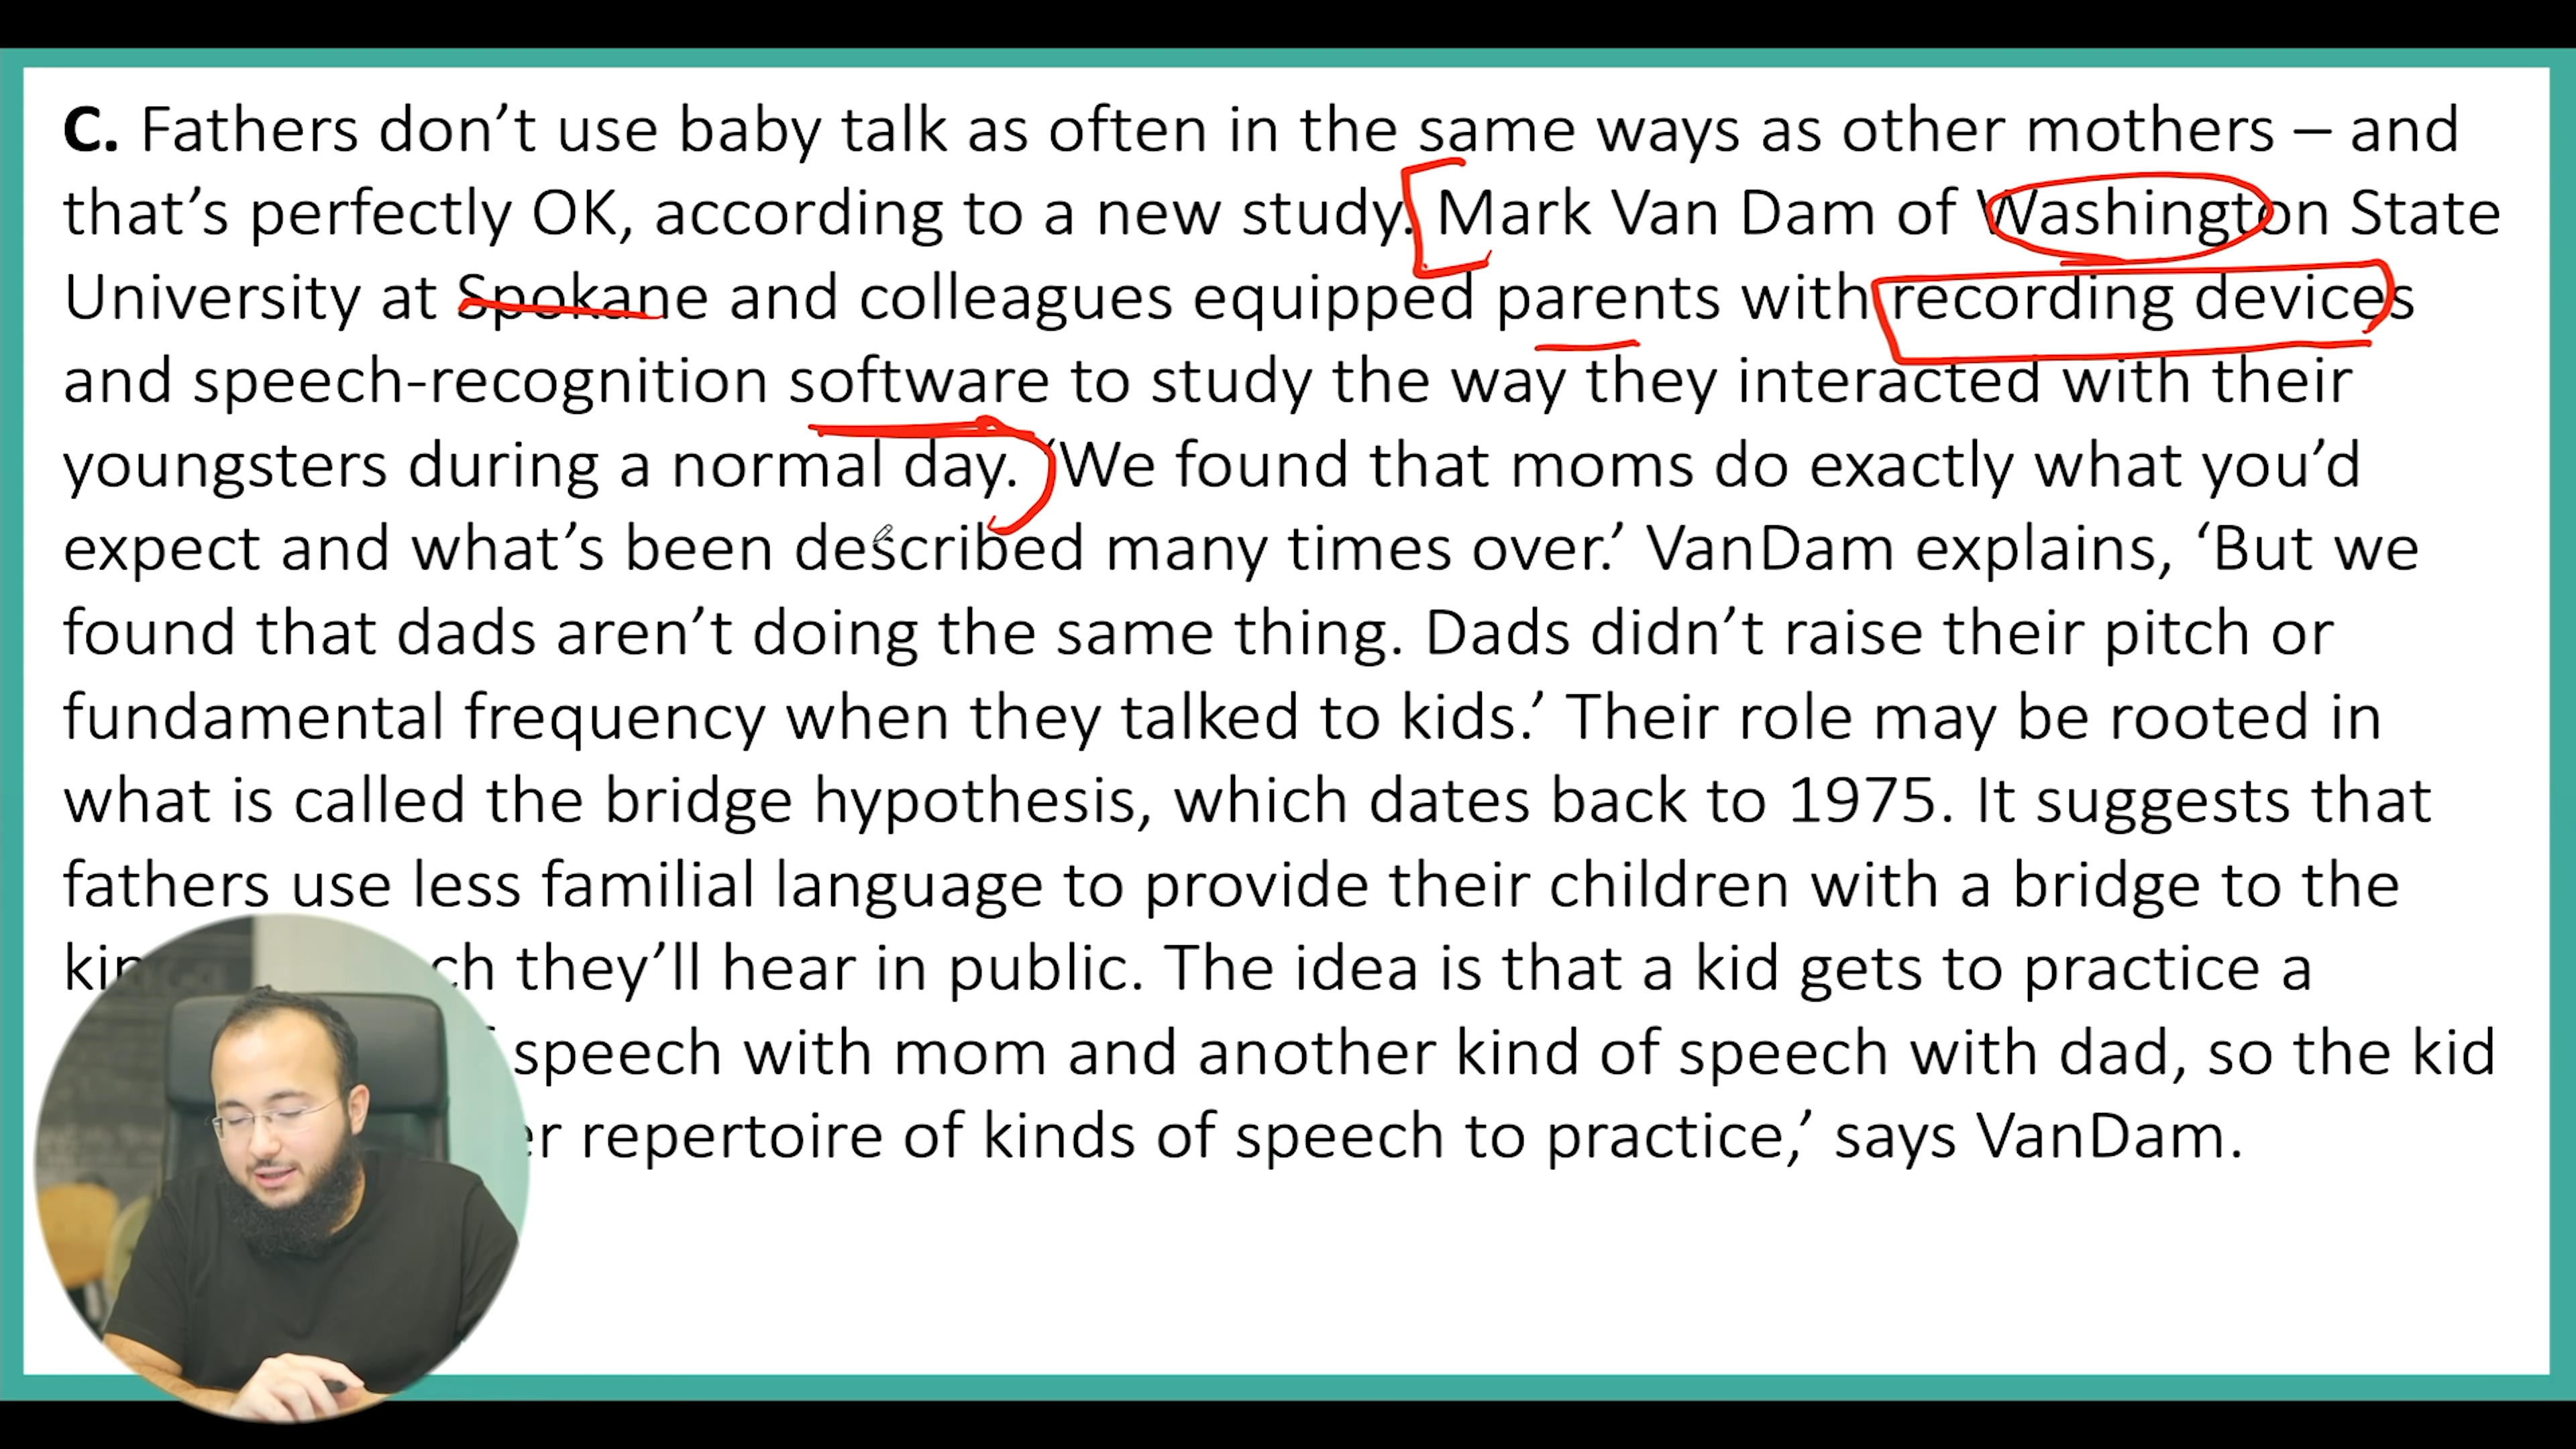 C. Fathers don’t use baby talk as often in the same ways as other mothers – and
that’s perfectly OK, according to a new study. Mark Van Dam of Washington State
University at Spokane and colleagues equipped parents with recording devices
and speech-recognition software to study the way they interacted with their
youngsters during a normal day. ‘We found that moms do exactly what you’d
expect and what’s been described many times over.’ VanDam explains, ‘But we
found that dads aren’t doing the same thing. Dads didn’t raise their pitch or
fundamental frequency when they talked to kids.’ Their role may be rooted in
what is called the bridge hypothesis, which dates back to 1975. It suggests that
fathers use less familial language to provide their children with a bridge to the
they’ll hear in public. The idea is that a kid gets to practice a
speech with mom and another kind of speech with dad, so the kid
repertoire of kinds of speech to practice,’ says VanDam.